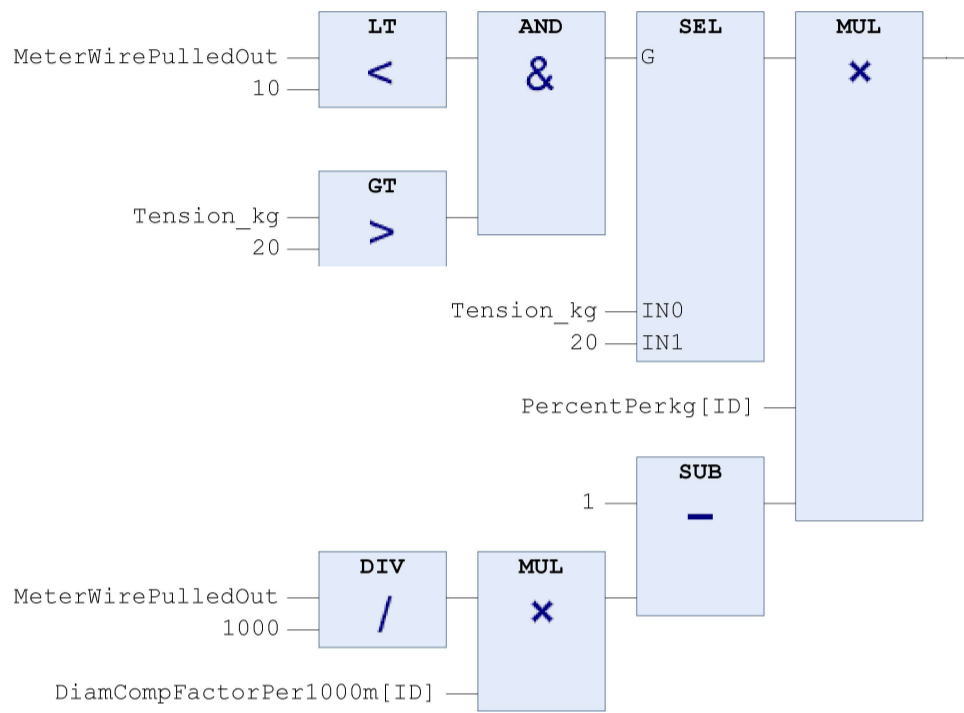 LT AND SEL MUL
MeterWirePulledOut < & G ×
10
GT
Tension_kg >
20
Tension_kg IN0
20 IN1
PercentPerkg[ID]
SUB
1 −
DIV MUL
MeterWirePulledOut / ×
1000
DiamCompFactorPer1000m[ID]